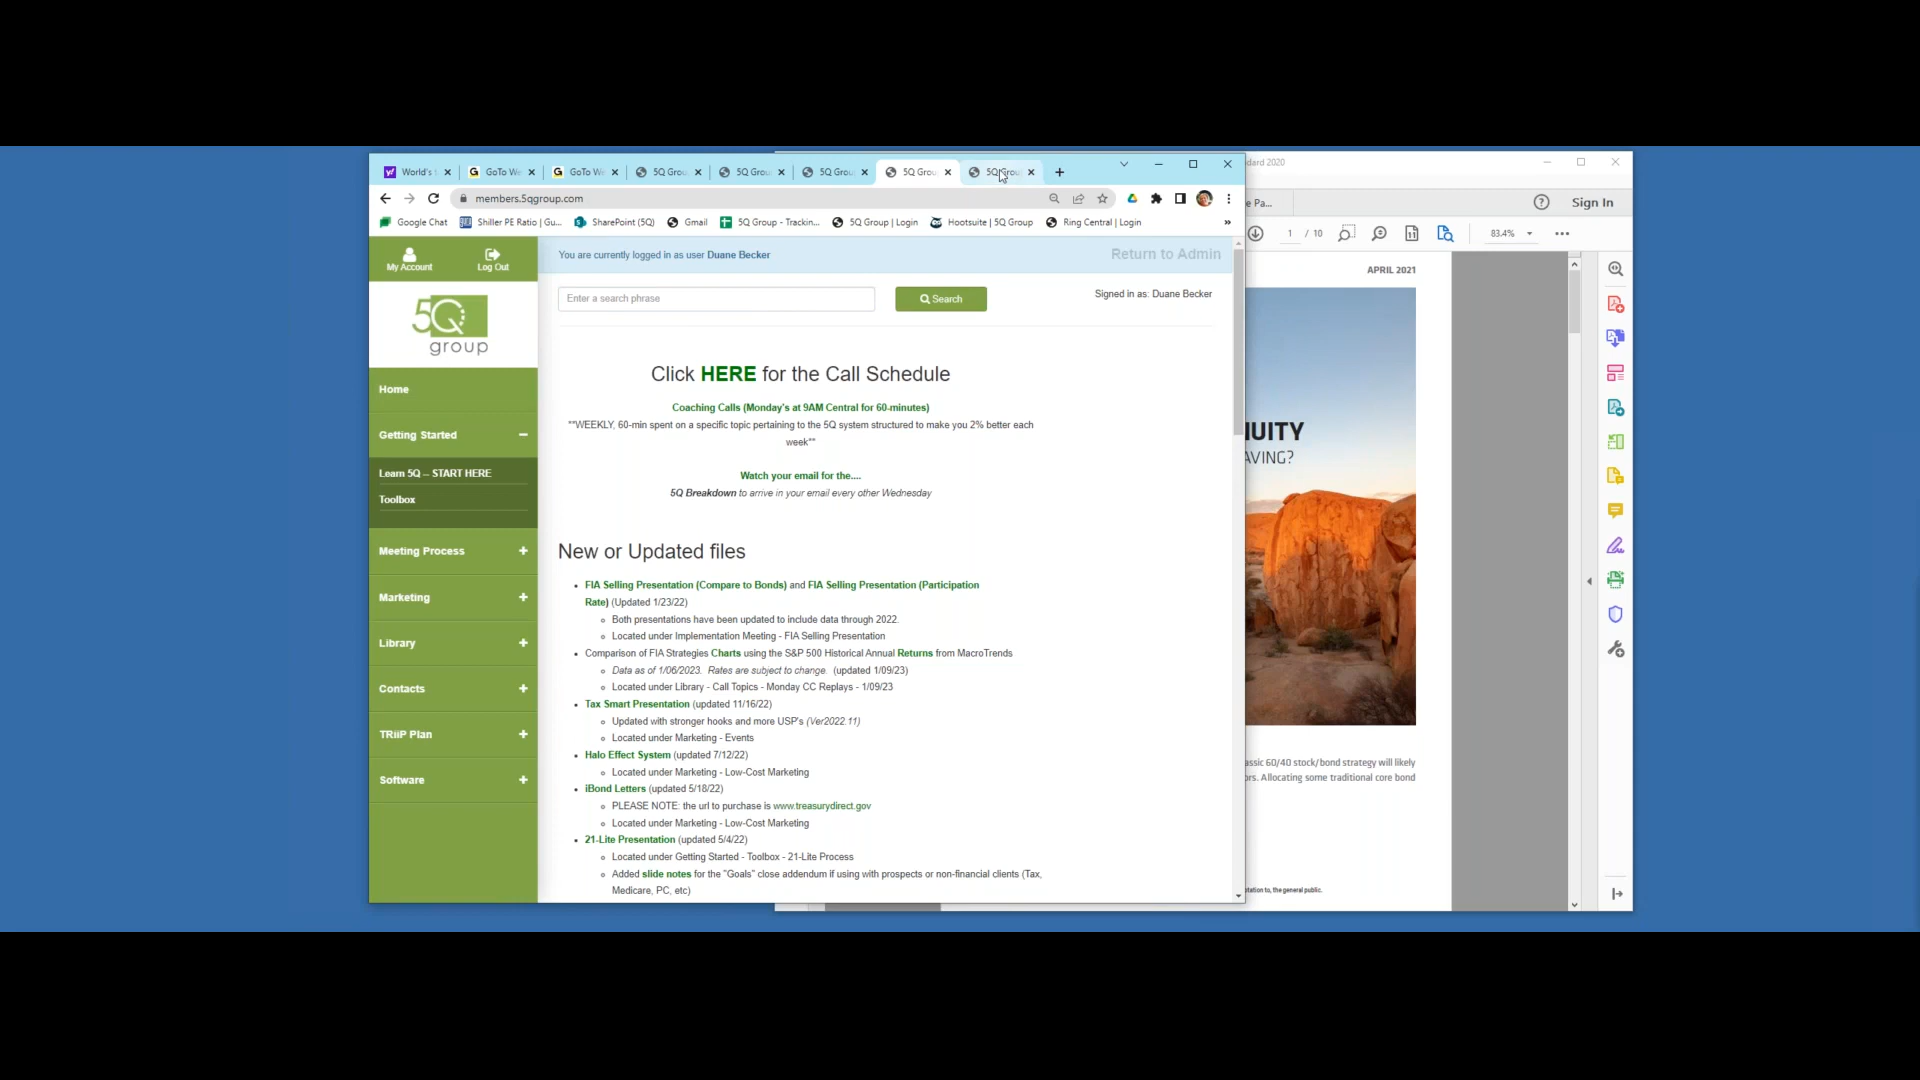 World's
GoTo We
GoTo We
5Q Grou
5Q Grou
5Q Grou
5Q Grou
5Q Grou
members.5qgroup.com
Google Chat
Shiller PE Ratio | Gu...
SharePoint (5Q)
Gmail
5Q Group - Trackin...
5Q Group | Login
Hootsuite | 5Q Group
Ring Central | Login
»
My Account
Log Out
5Q
group
Home
Getting Started
Learn 5Q -- START HERE
Toolbox
Meeting Process
Marketing
Library
Contacts
TRiiP Plan
Software
You are currently logged in as user Duane Becker
Return to Admin
Enter a search phrase
Search
Signed in as: Duane Becker
Click HERE for the Call Schedule
Coaching Calls (Monday's at 9AM Central for 60-minutes)
**WEEKLY, 60-min spent on a specific topic pertaining to the 5Q system structured to make you 2% better each
week**
Watch your email for the....
5Q Breakdown to arrive in your email every other Wednesday
New or Updated files
FIA Selling Presentation (Compare to Bonds) and FIA Selling Presentation (Participation
Rate) (Updated 1/23/22)
Both presentations have been updated to include data through 2022.
Located under Implementation Meeting - FIA Selling Presentation
Comparison of FIA Strategies Charts using the S&P 500 Historical Annual Returns from MacroTrends
Data as of 1/06/2023. Rates are subject to change. (updated 1/09/23)
Located under Library - Call Topics - Monday CC Replays - 1/09/23
Tax Smart Presentation (updated 11/16/22)
Updated with stronger hooks and more USP's (Ver2022.11)
Located under Marketing - Events
Halo Effect System (updated 7/12/22)
Located under Marketing - Low-Cost Marketing
iBond Letters (updated 5/18/22)
PLEASE NOTE: the url to purchase is www.treasurydirect.gov
Located under Marketing - Low-Cost Marketing
21-Lite Presentation (updated 5/4/22)
Located under Getting Started - Toolbox - 21-Lite Process
Added slide notes for the "Goals" close addendum if using with prospects or non-financial clients (Tax,
Medicare, PC, etc)
dard 2020
e Pa...
Sign In
1 / 10
83.4%
APRIL 2021
UITY
AVING?
assic 60/40 stock/bond strategy will likely
ors. Allocating some traditional core bond
tation to, the general public.